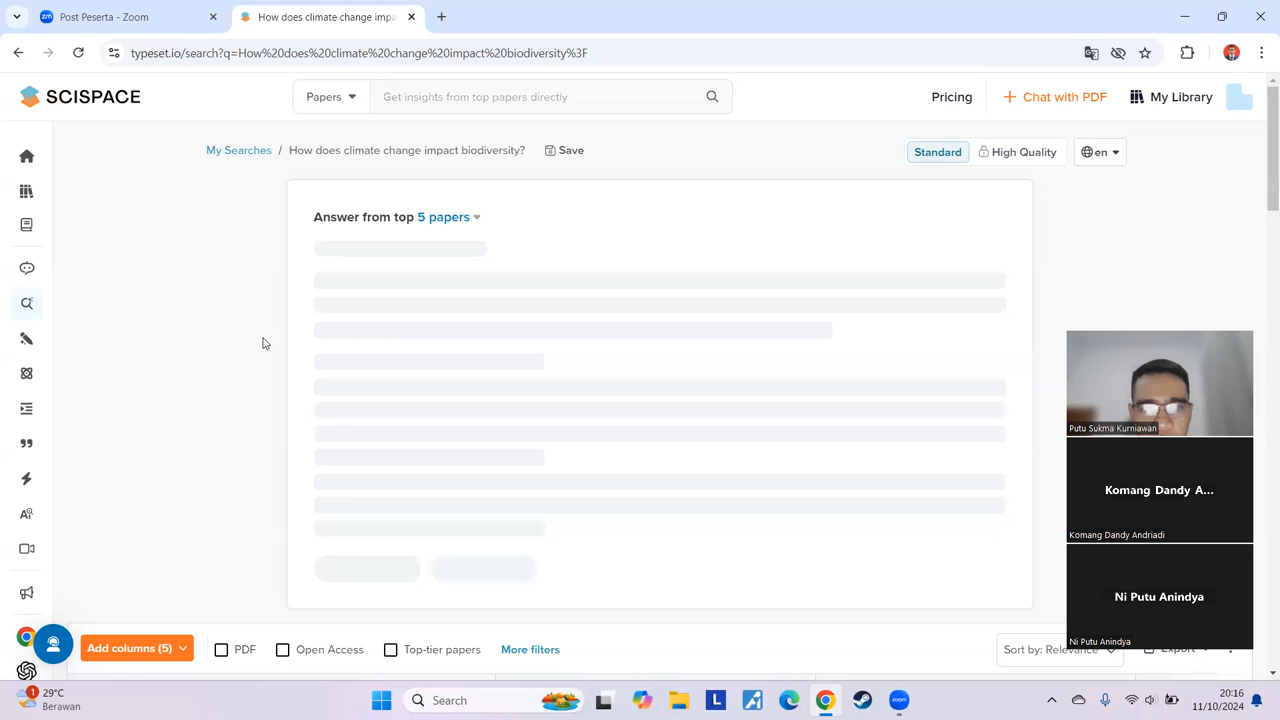 zm Post Peserta - Zoom
How does climate change impa
typeset.io/search?q=How%20does%20climate%20change%20impact%20biodiversity%3F
SCISPACE
Papers
Get insights from top papers directly
Pricing
Chat with PDF
My Library
My Searches / How does climate change impact biodiversity?
Save
Standard
High Quality
en
Answer from top 5 papers
Putu Sukma Kurniawan
Komang Dandy A...
Komang Dandy Andriadi
Ni Putu Anindya
Ni Putu Anindya
Add columns (5)
PDF
Open Access
Top tier papers
More filters
Sort by: Relevance
Export
1
29°C
Berawan
Search
L
zoom
20:16
11/10/2024